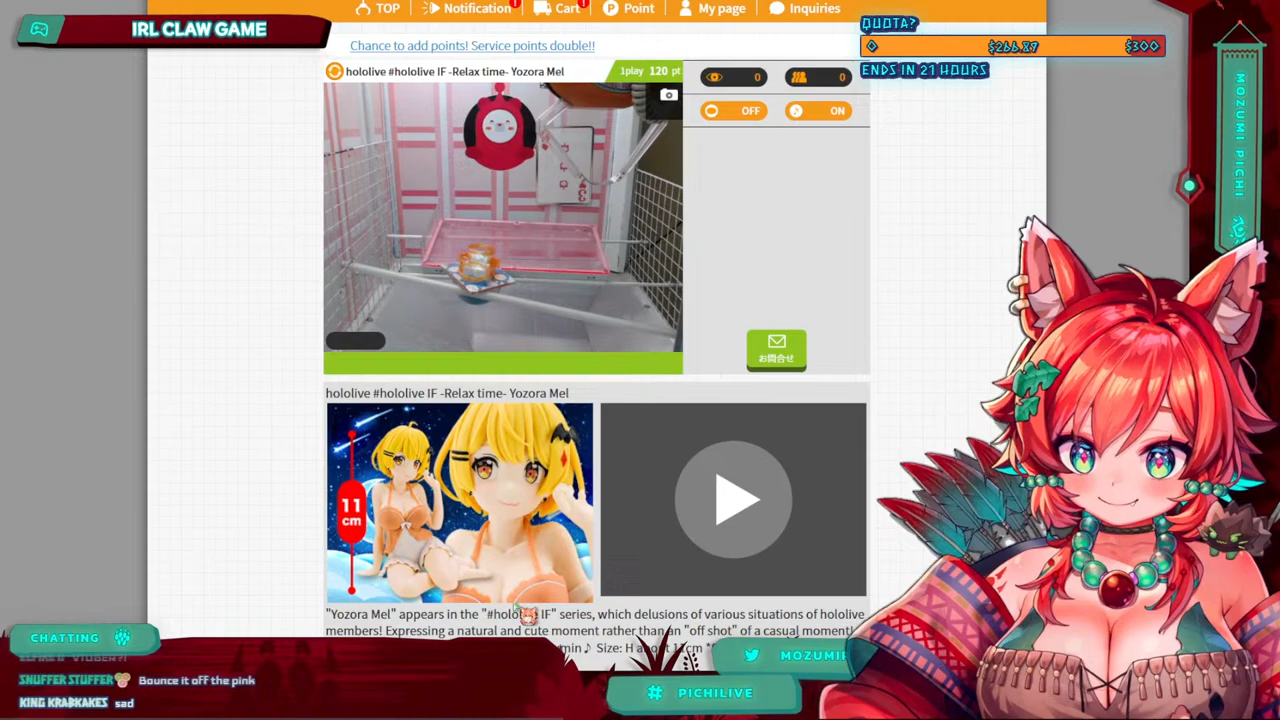 IRL CLAW GAME
TOP
Notification
Cart
Point
My page
Inquiries
Chance to add points! Service points double!!
QUOTA?
$266.87
$300
ENDS IN 21 HOURS
hololive #hololive IF -Relax time- Yozora Mel
1play 120 pt
0
0
OFF
ON
お問合せ
MOZUMI PICHI
hololive #hololive IF -Relax time- Yozora Mel
11
cm
"Yozora Mel" appears in the "#hololive IF" series, which delusions of various situations of hololive
members! Expressing a natural and cute moment rather than an "off shot" of a casual moment!
CHATTING
SNUFFER STUFFER Bounce it off the pink
KING KRABKAKES sad
MOZUMIP
# PICHILIVE